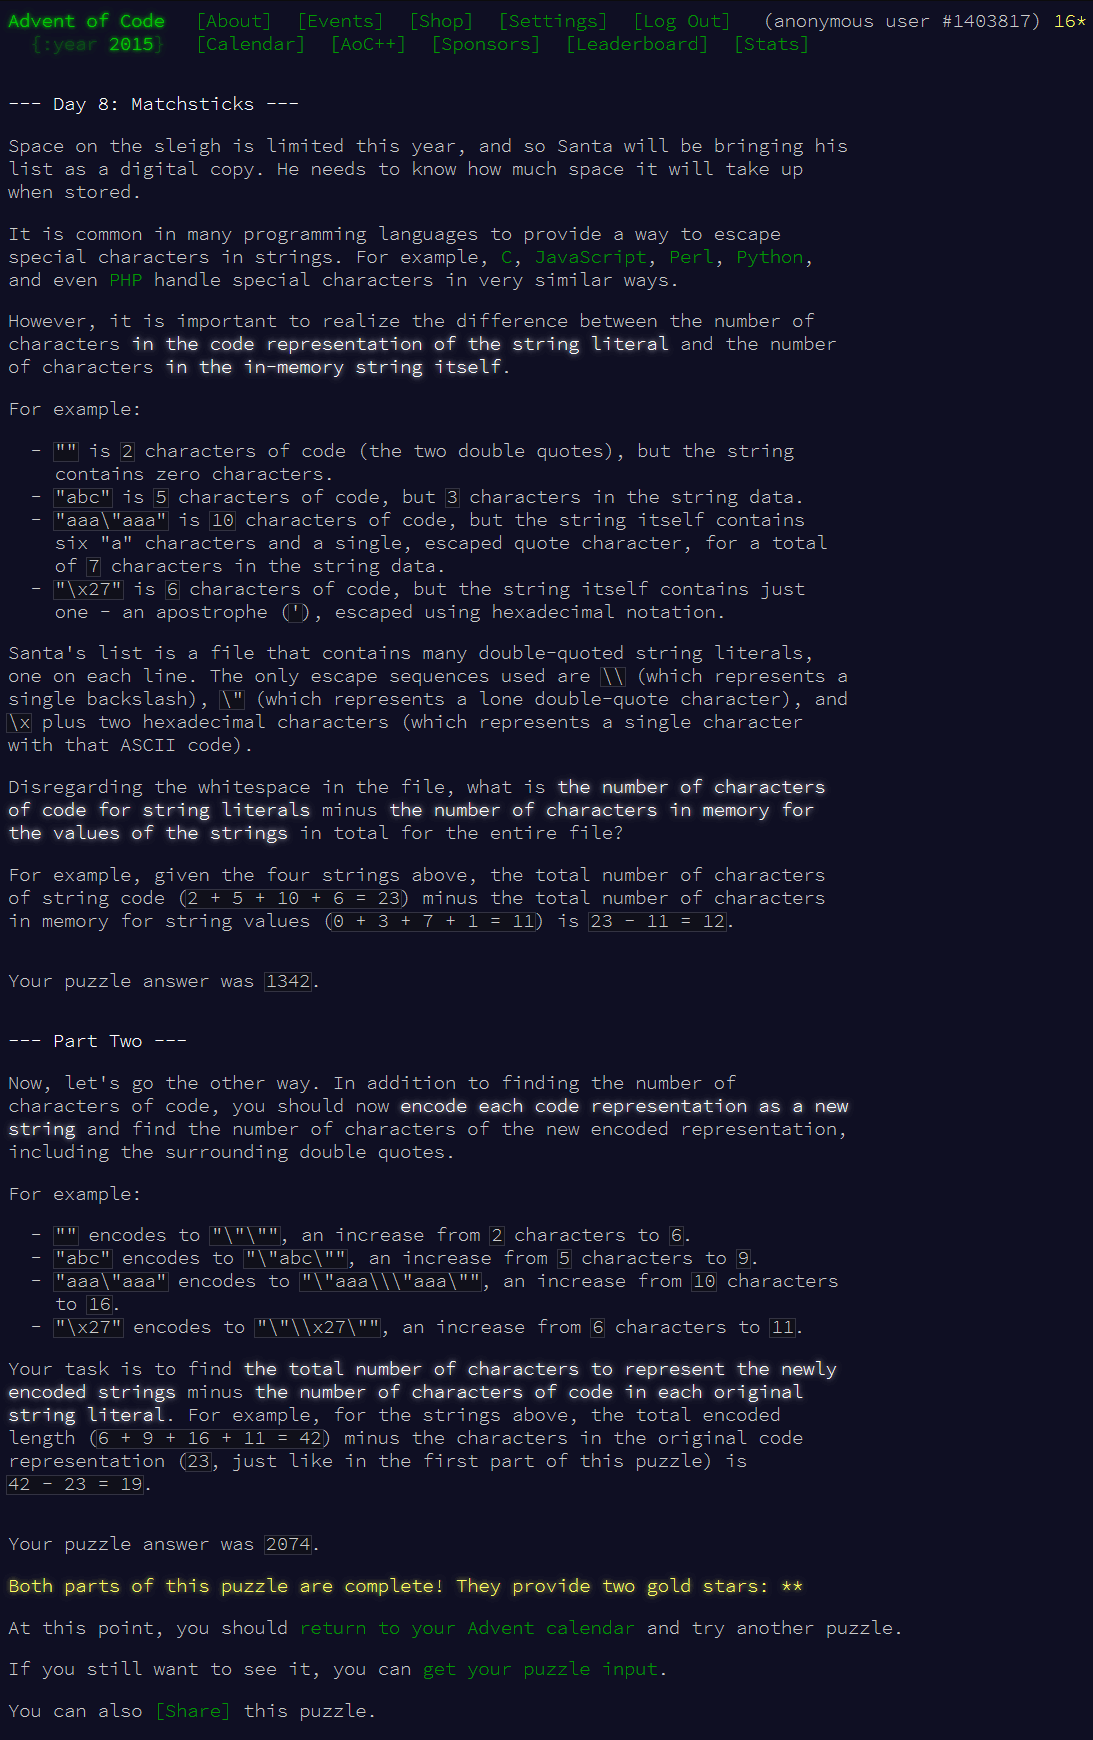 Advent of Code [About] [Events] [Shop] [Settings] [Log Out] (anonymous user #1403817) 16*
{:year 2015} [Calendar] [AoC++] [Sponsors] [Leaderboard] [Stats]
--- Day 8: Matchsticks ---
Space on the sleigh is limited this year, and so Santa will be bringing his
list as a digital copy. He needs to know how much space it will take up
when stored.
It is common in many programming languages to provide a way to escape
special characters in strings. For example, C, JavaScript, Perl, Python,
and even PHP handle special characters in very similar ways.
However, it is important to realize the difference between the number of
characters in the code representation of the string literal and the number
of characters in the in-memory string itself.
For example:
- "" is 2 characters of code (the two double quotes), but the string
contains zero characters.
- "abc" is 5 characters of code, but 3 characters in the string data.
- "aaa\"aaa" is 10 characters of code, but the string itself contains
six "a" characters and a single, escaped quote character, for a total
of 7 characters in the string data.
- "\x27" is 6 characters of code, but the string itself contains just
one - an apostrophe ('), escaped using hexadecimal notation.
Santa's list is a file that contains many double-quoted string literals,
one on each line. The only escape sequences used are \\ (which represents a
single backslash), \" (which represents a lone double-quote character), and
\x plus two hexadecimal characters (which represents a single character
with that ASCII code).
Disregarding the whitespace in the file, what is the number of characters
of code for string literals minus the number of characters in memory for
the values of the strings in total for the entire file?
For example, given the four strings above, the total number of characters
of string code (2 + 5 + 10 + 6 = 23) minus the total number of characters
in memory for string values (0 + 3 + 7 + 1 = 11) is 23 - 11 = 12.
Your puzzle answer was 1342.
--- Part Two ---
Now, let's go the other way. In addition to finding the number of
characters of code, you should now encode each code representation as a new
string and find the number of characters of the new encoded representation,
including the surrounding double quotes.
For example:
- "" encodes to "\"\"", an increase from 2 characters to 6.
- "abc" encodes to "\"abc\"", an increase from 5 characters to 9.
- "aaa\"aaa" encodes to "\"aaa\\\"aaa\"", an increase from 10 characters
to 16.
- "\x27" encodes to "\"\\x27\"", an increase from 6 characters to 11.
Your task is to find the total number of characters to represent the newly
encoded strings minus the number of characters of code in each original
string literal. For example, for the strings above, the total encoded
length (6 + 9 + 16 + 11 = 42) minus the characters in the original code
representation (23, just like in the first part of this puzzle) is
42 - 23 = 19.
Your puzzle answer was 2074.
Both parts of this puzzle are complete! They provide two gold stars: **
At this point, you should return to your Advent calendar and try another puzzle.
If you still want to see it, you can get your puzzle input.
You can also [Share] this puzzle.